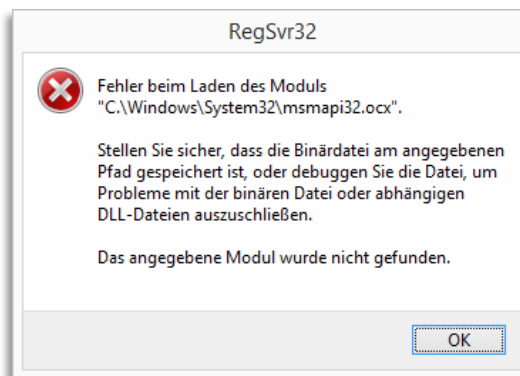 RegSvr32
Fehler beim Laden des Moduls
"C.\Windows\System32\msmapi32.ocx".
Stellen Sie sicher, dass die Binärdatei am angegebenen
Pfad gespeichert ist, oder debuggen Sie die Datei, um
Probleme mit der binären Datei oder abhängigen
DLL-Dateien auszuschließen.
Das angegebene Modul wurde nicht gefunden.
OK